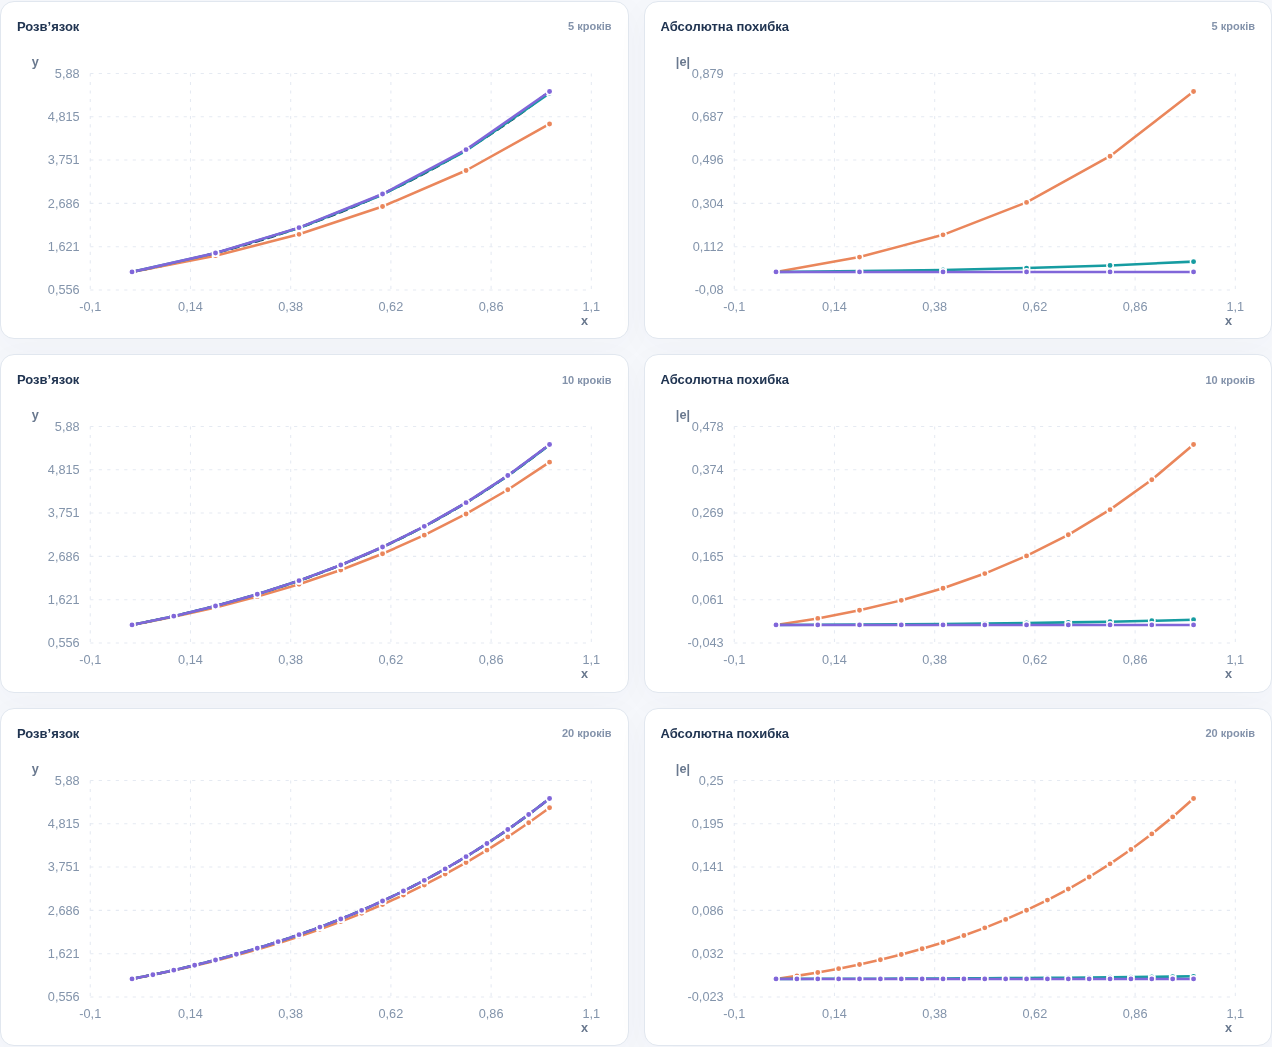 Розв’язок 5 кроків
y
5,88
4,815
3,751
2,686
1,621
0,556
-0,1 0,14 0,38 0,62 0,86 1,1
x
Абсолютна похибка 5 кроків
|e|
0,879
0,687
0,496
0,304
0,112
-0,08
-0,1 0,14 0,38 0,62 0,86 1,1
x
Розв’язок 10 кроків
y
5,88
4,815
3,751
2,686
1,621
0,556
-0,1 0,14 0,38 0,62 0,86 1,1
x
Абсолютна похибка 10 кроків
|e|
0,478
0,374
0,269
0,165
0,061
-0,043
-0,1 0,14 0,38 0,62 0,86 1,1
x
Розв’язок 20 кроків
y
5,88
4,815
3,751
2,686
1,621
0,556
-0,1 0,14 0,38 0,62 0,86 1,1
x
Абсолютна похибка 20 кроків
|e|
0,25
0,195
0,141
0,086
0,032
-0,023
-0,1 0,14 0,38 0,62 0,86 1,1
x